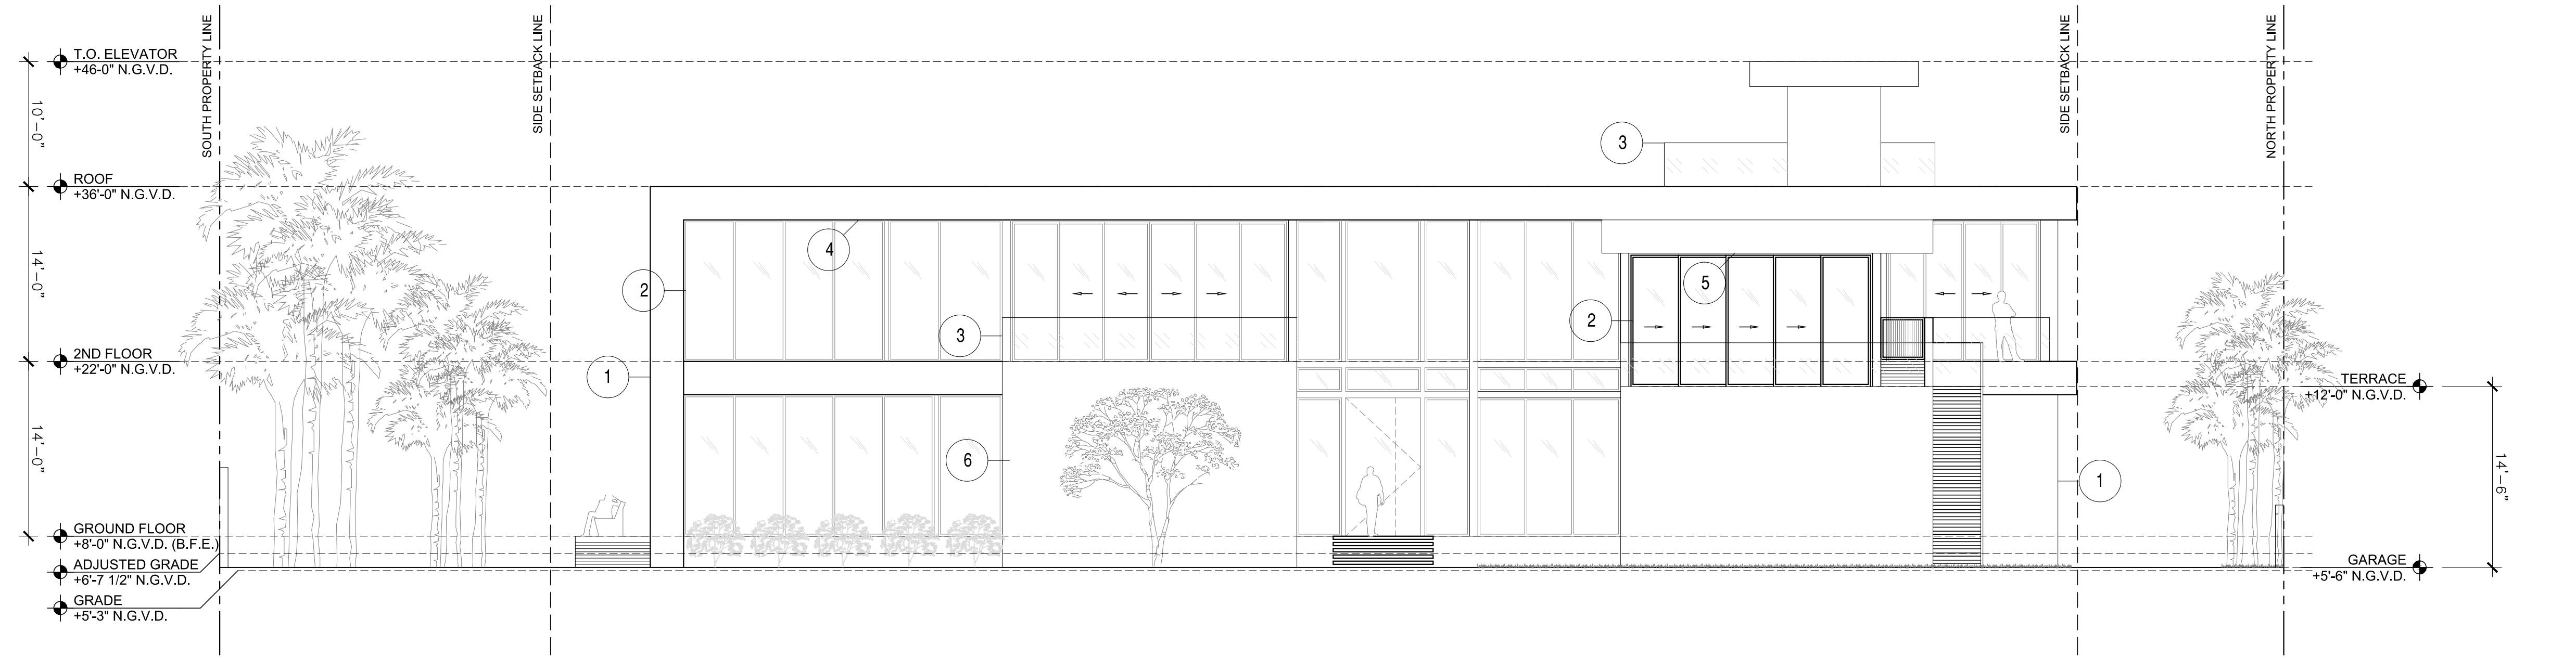 SOUTH PROPERTY LINE
SIDE SETBACK LINE
SIDE SETBACK LINE
NORTH PROPERTY LINE
T.O. ELEVATOR
+46-0" N.G.V.D.
10'-0"
3
ROOF
+36'-0" N.G.V.D.
4
14'-0"
2
5
2
3
2ND FLOOR
+22'-0" N.G.V.D.
1
TERRACE
+12'-0" N.G.V.D.
14'-0"
6
1
14'-6"
GROUND FLOOR
+8'-0" N.G.V.D. (B.F.E.)
ADJUSTED GRADE
+6'-7 1/2" N.G.V.D.
GARAGE
+5'-6" N.G.V.D.
GRADE
+5'-3" N.G.V.D.